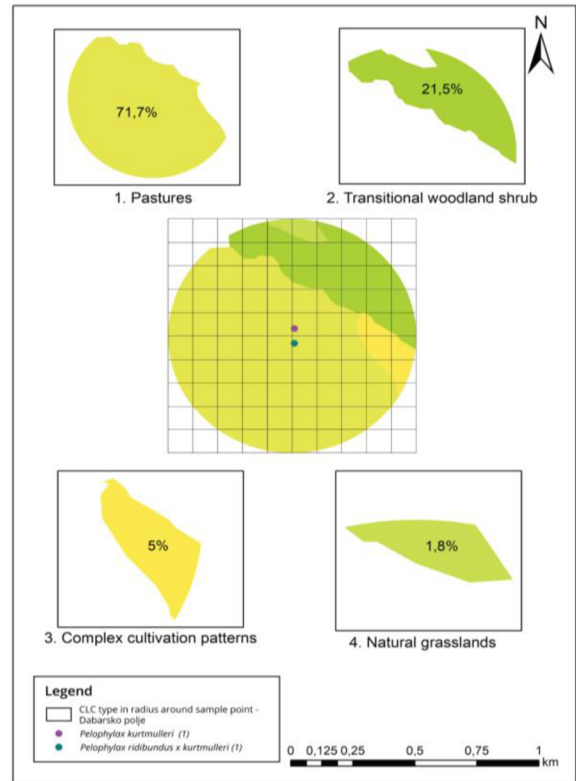 N
71,7%
21,5%
1. Pastures
2. Transitional woodland shrub
5%
1,8%
3. Complex cultivation patterns
4. Natural grasslands
Legend
CLC type in radius around sample point -
Dabarsko polje
Pelophylax kurtmulleri (1)
Pelophylax ridibundus x kurtmulleri (1)
0 0,125 0,25 0,5 0,75 1
km